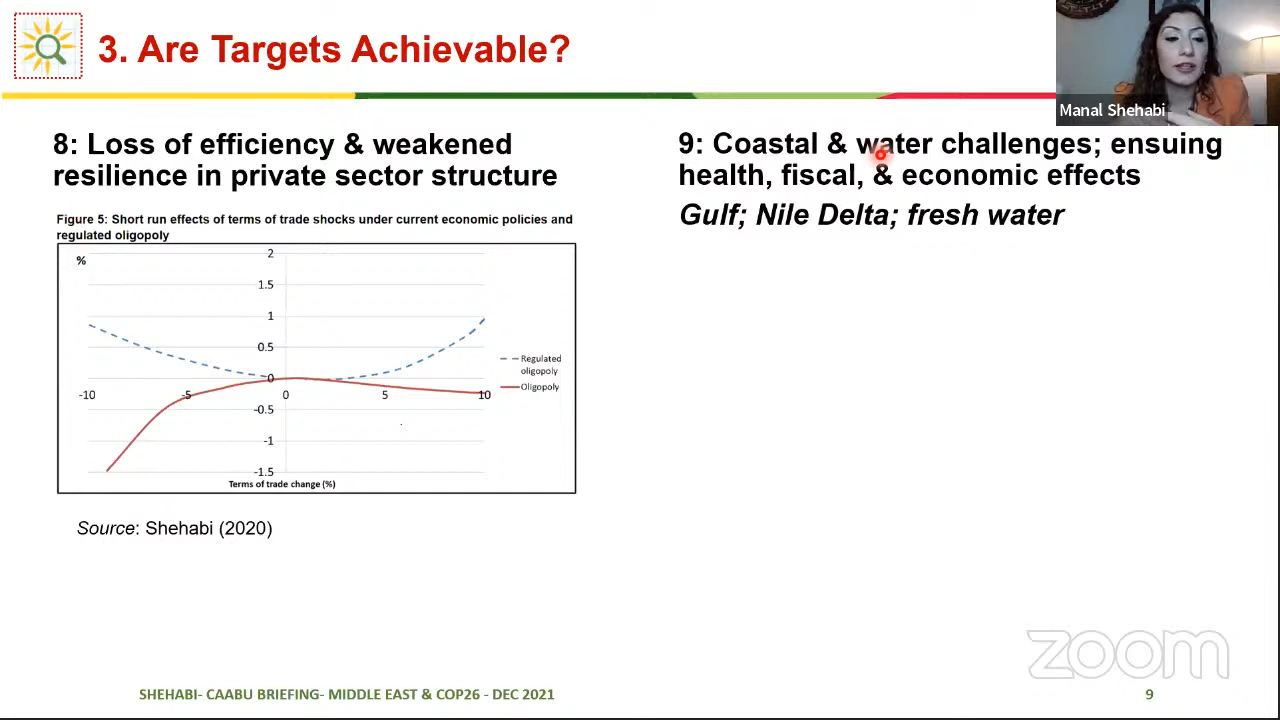 3. Are Targets Achievable?
Manal Shehabi
8: Loss of efficiency & weakened
resilience in private sector structure
Figure 5: Short run effects of terms of trade shocks under current economic policies and
regulated oligopoly
%
2
1.5
1
0.5
0
-0.5
-1
-1.5
-10
-5
0
5
10
Terms of trade change (%)
Regulated
oligopoly
Oligopoly
Source: Shehabi (2020)
9: Coastal & water challenges; ensuing
health, fiscal, & economic effects
Gulf; Nile Delta; fresh water
zoom
SHEHABI- CAABU BRIEFING- MIDDLE EAST & COP26 - DEC 2021
9